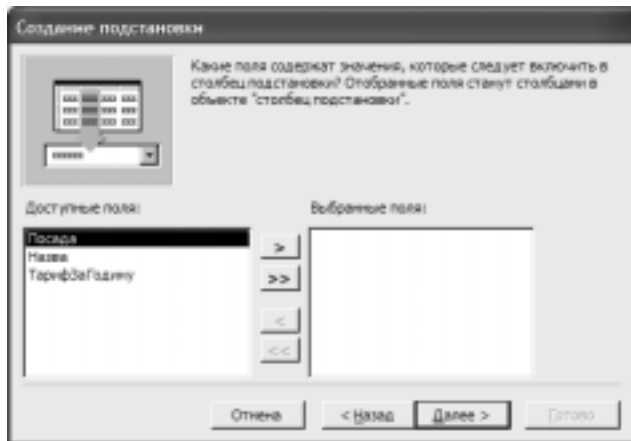 Создание подстановки
Какие поля содержат значения, которые следует включить в
столбец подстановки? Отобранные поля станут столбцами в
объекте "столбец подстановки".
Доступные поля:
Выбранные поля:
Посада
Назва
ТарифЗаГодину
>
>>
<
<<
Отмена
< Назад
Далее >
Готово